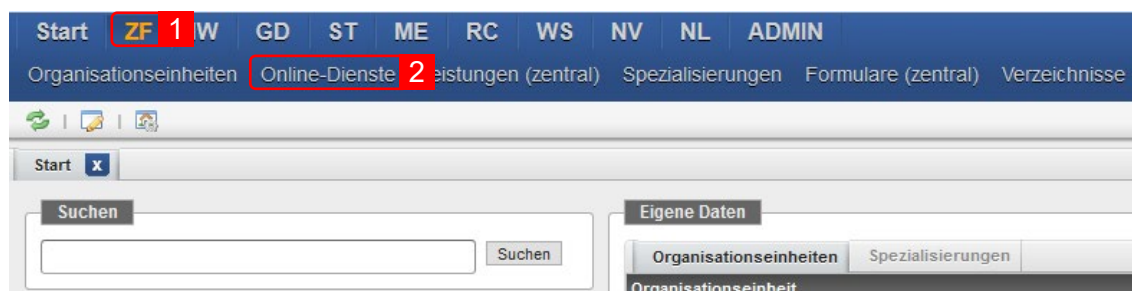 Start ZF 1 W GD ST ME RC WS NV NL ADMIN
Organisationseinheiten Online-Dienste 2 eistungen (zentral) Spezialisierungen Formulare (zentral) Verzeichnisse
Start x
Suchen
Suchen
Eigene Daten
Organisationseinheiten Spezialisierungen
Organisationseinheit